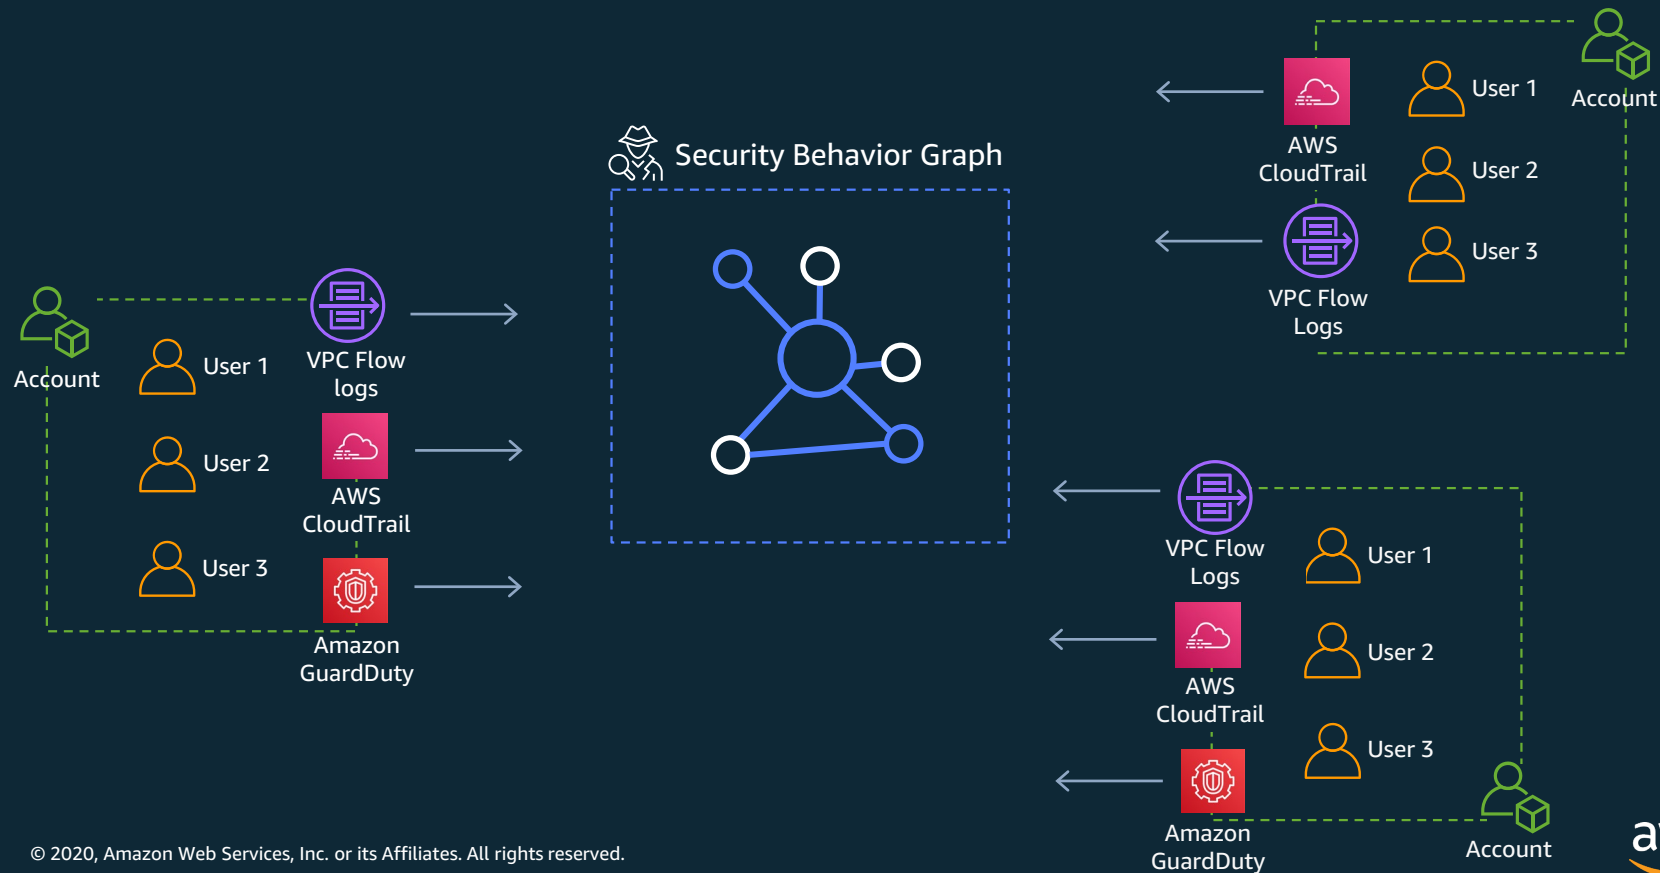 Security Behavior Graph
Account
User 1
User 2
User 3
VPC Flow
logs
AWS
CloudTrail
Amazon
GuardDuty
AWS
CloudTrail
VPC Flow
Logs
User 1
User 2
User 3
Account
VPC Flow
Logs
AWS
CloudTrail
Amazon
GuardDuty
User 1
User 2
User 3
Account
© 2020, Amazon Web Services, Inc. or its Affiliates. All rights reserved.